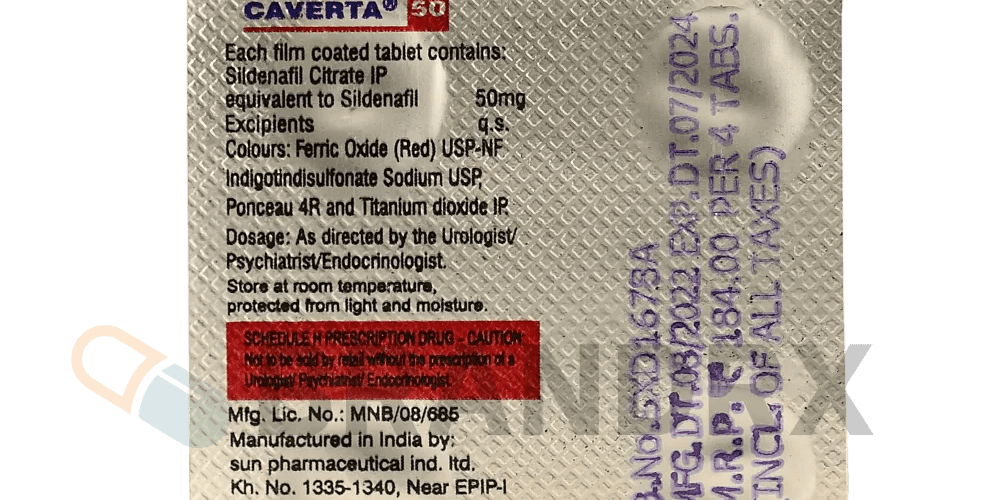 CAVERTA® 50
Each film coated tablet contains:
Sildenafil Citrate IP
equivalent to Sildenafil 50mg
Excipients q.s.
Colours: Ferric Oxide (Red) USP-NF
Indigotindisulfonate Sodium USP,
Ponceau 4R and Titanium dioxide IP.
Dosage: As directed by the Urologist/
Psychiatrist/Endocrinologist.
Store at room temperature,
protected from light and moisture.
SCHEDULE H PRESCRIPTION DRUG - CAUTION
Not to be sold by retail without the prescription of a
Urologist/ Psychiatrist/ Endocrinologist.
Mfg. Lic. No.: MNB/08/685
Manufactured in India by:
sun pharmaceutical ind. ltd.
Kh. No. 1335-1340, Near EPIP-I
.No.SXD1678A
MFG.DT.08/2022 EXP.DT.07/2024
M.R.P. ₹ 184.00 PER 4 TABS.
INCL. OF ALL TAXES)